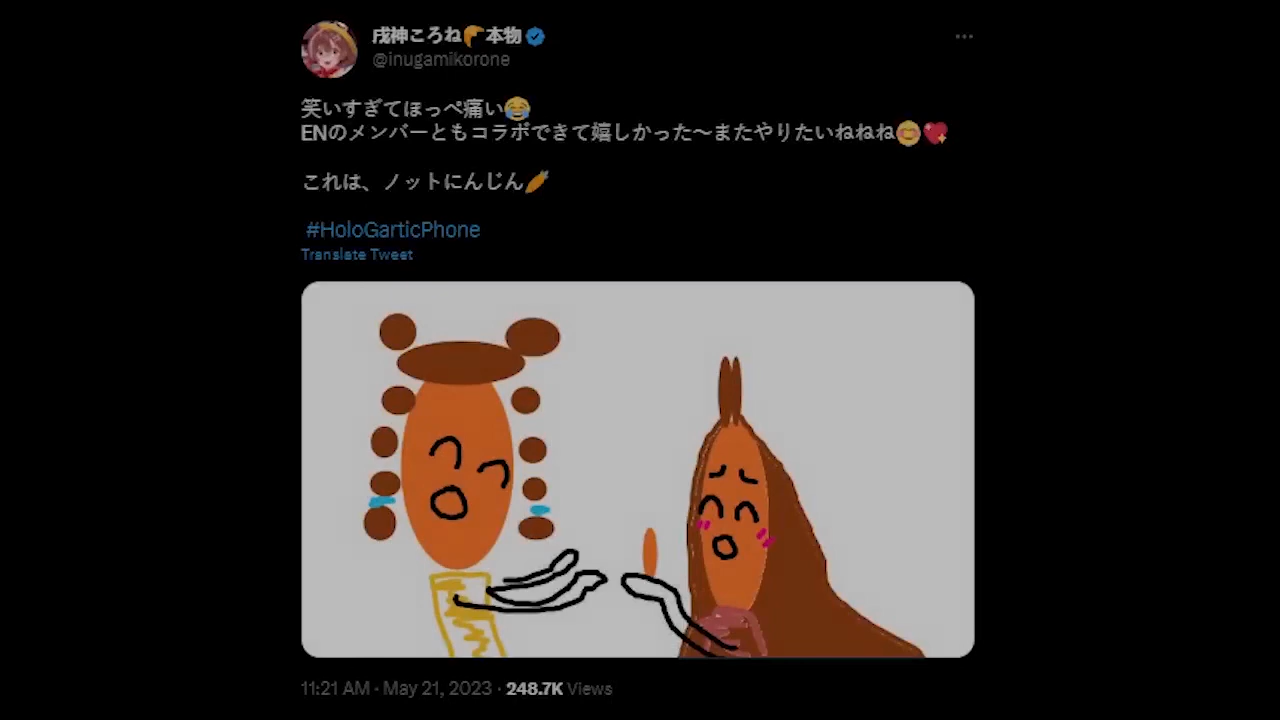 戌神ころね🥐本物
@inugamikorone
笑いすぎてほっぺ痛い😂
ENのメンバーともコラボできて嬉しかった〜またやりたいねねね😊💖
これは、ノットにんじん🥕
#HoloGarticPhone
Translate Tweet
11:21 AM · May 21, 2023 · 248.7K Views